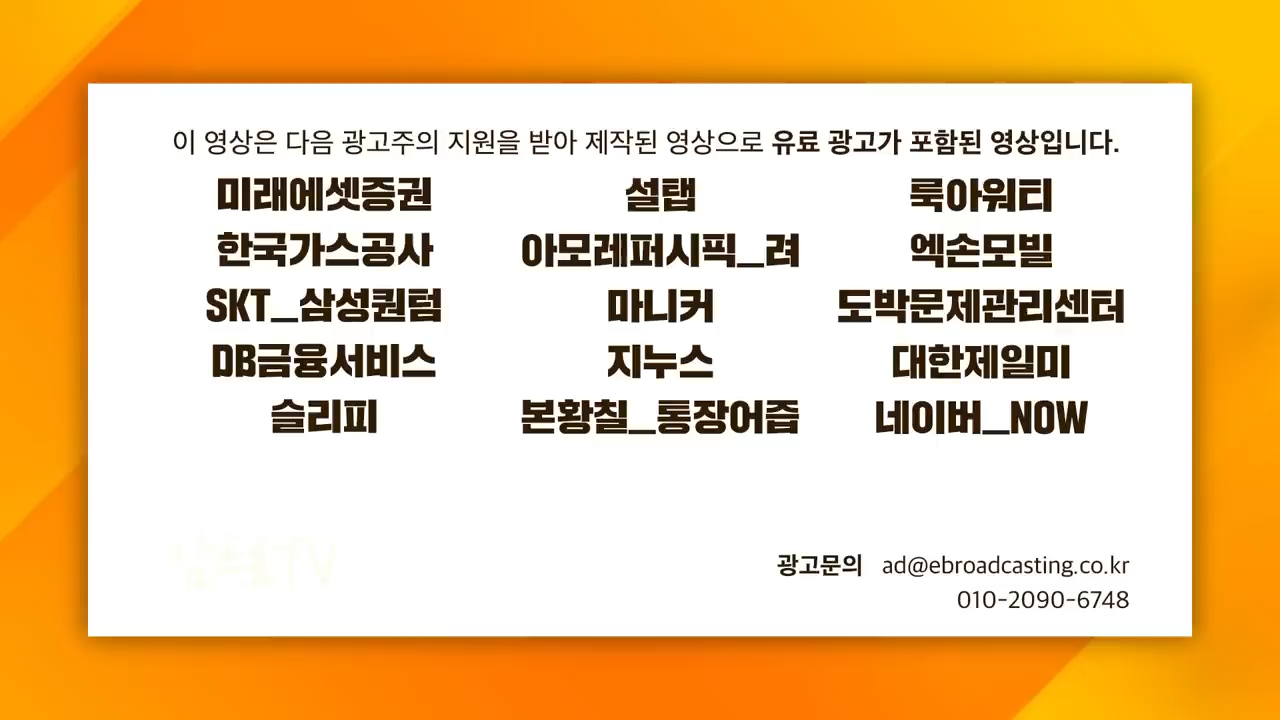 이 영상은 다음 광고주의 지원을 받아 제작된 영상으로 유료 광고가 포함된 영상입니다.
미래에셋증권 설탭 룩아워티
한국가스공사 아모레퍼시픽_려 엑손모빌
SKT_삼성퀀텀 마니커 도박문제관리센터
DB금융서비스 지누스 대한제일미
슬리피 본황칠_통장어즙 네이버_NOW
광고문의 ad@ebroadcasting.co.kr
010-2090-6748